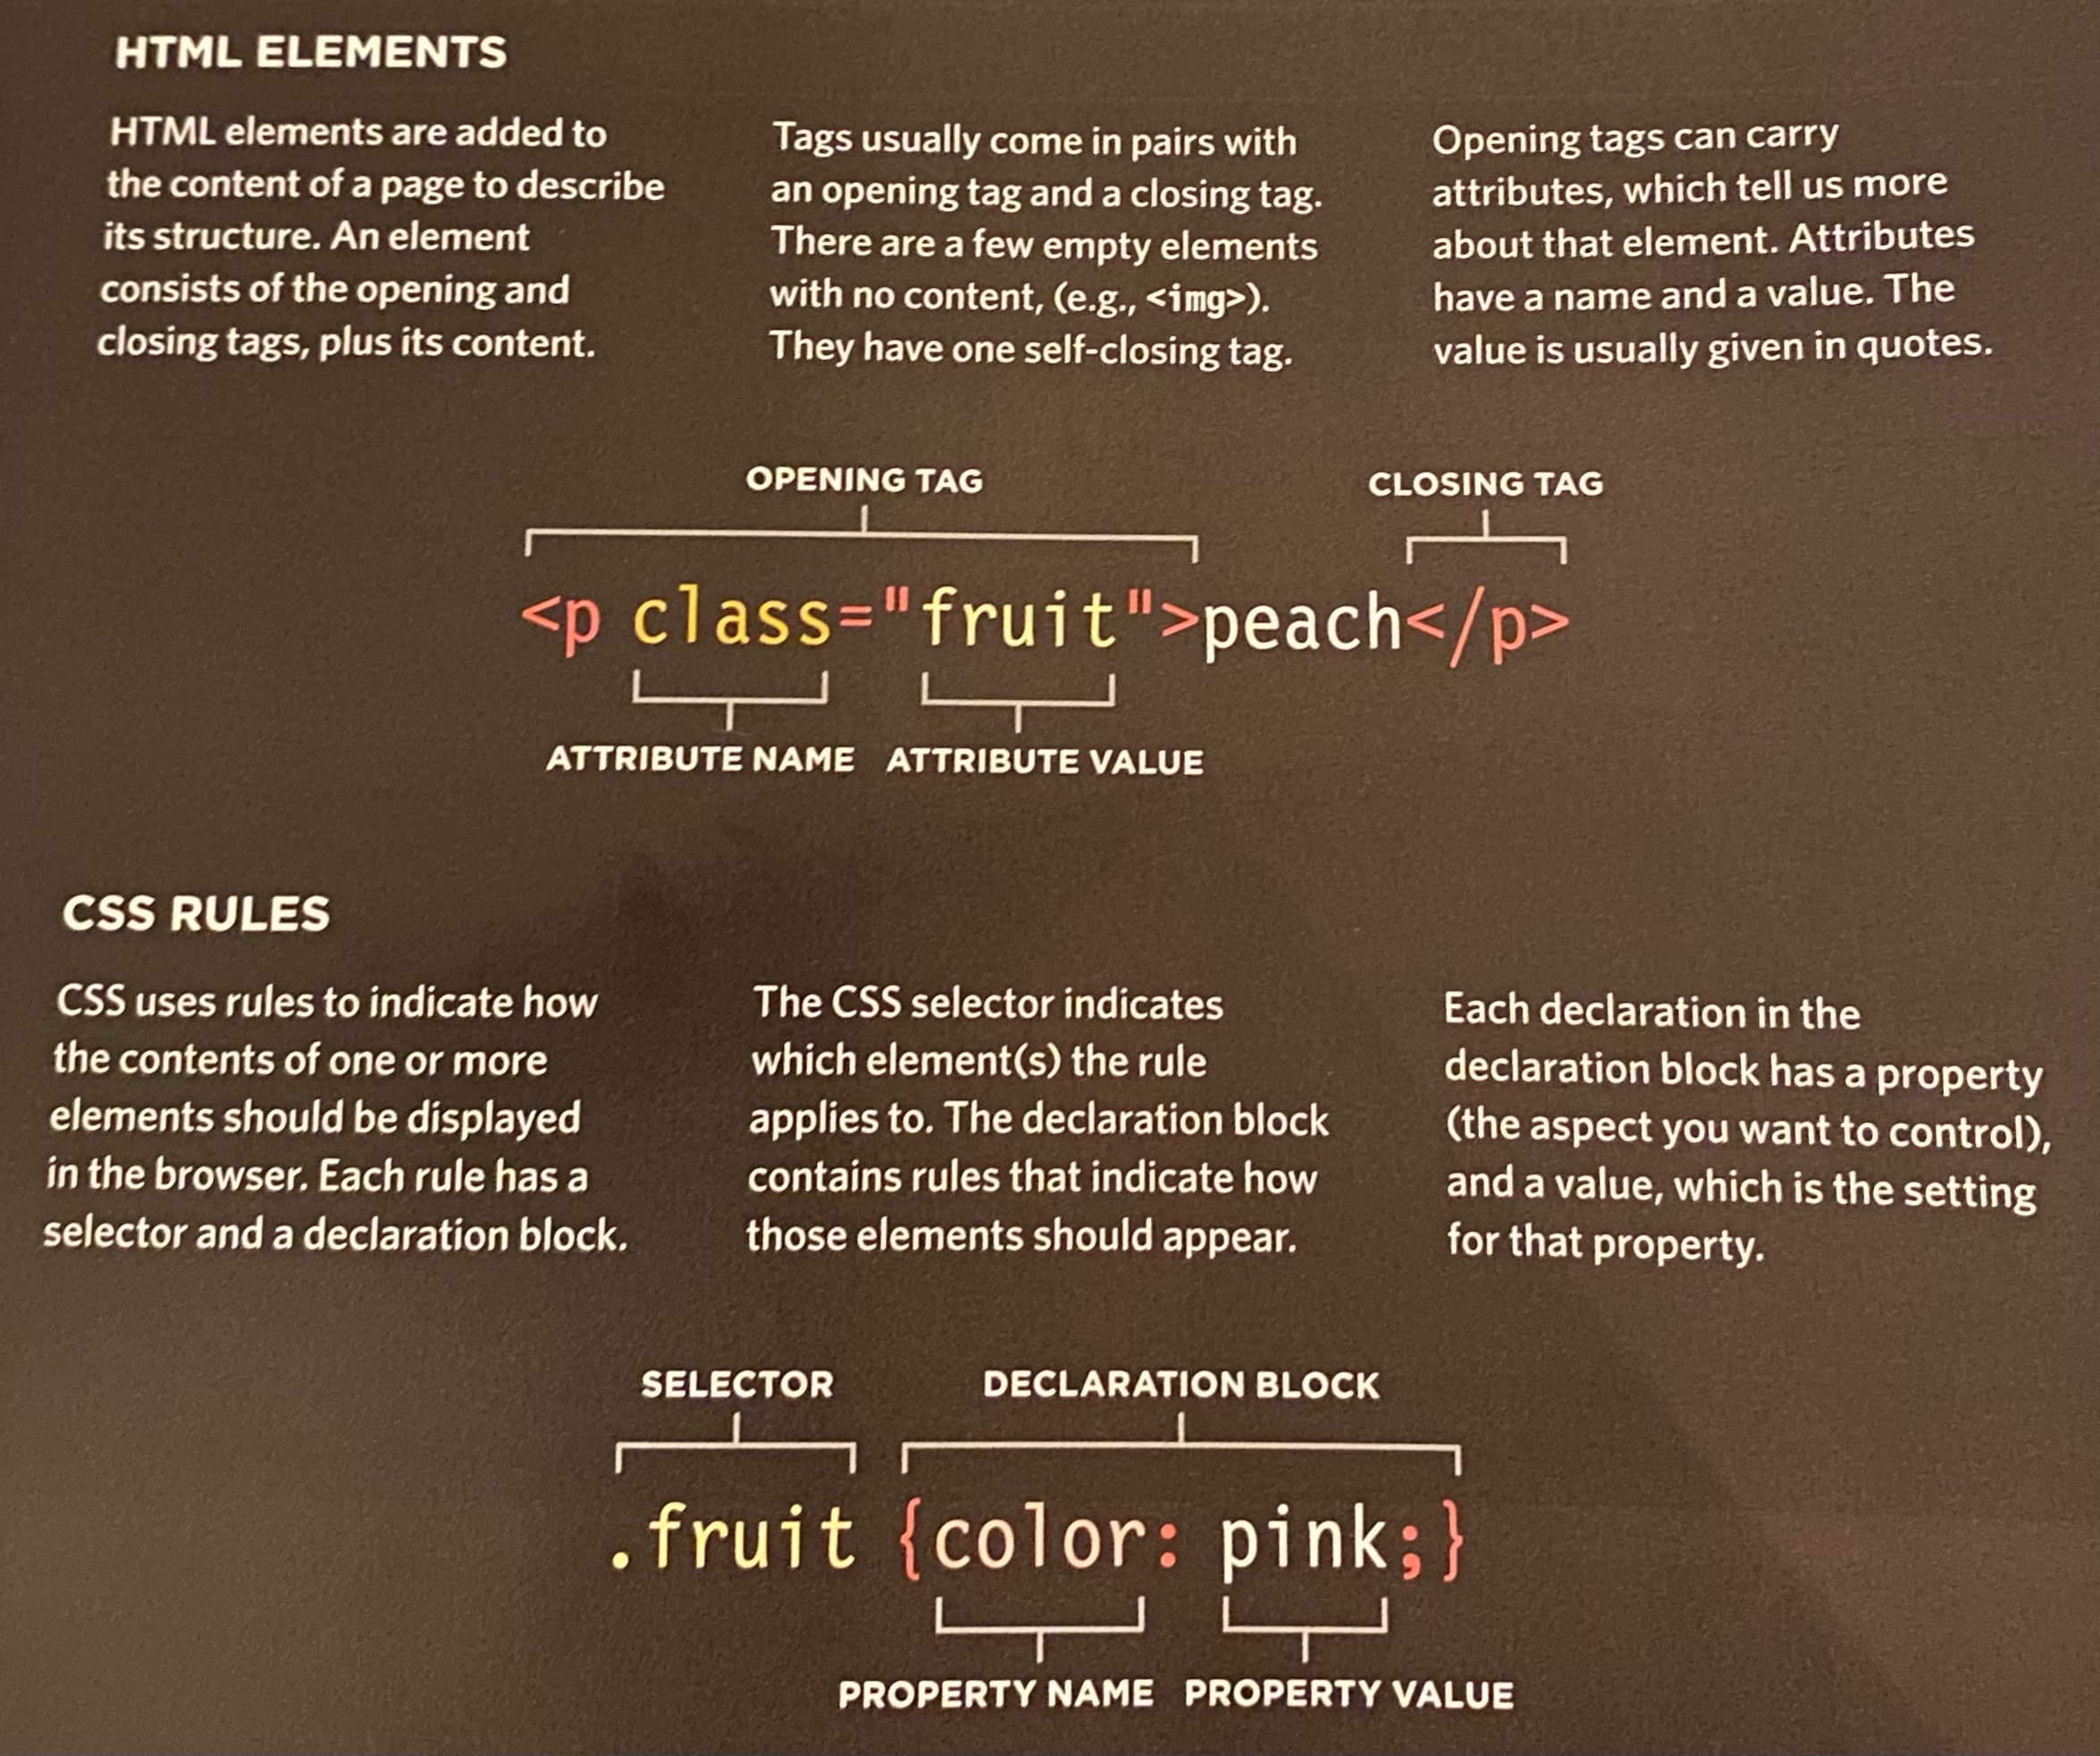 HTML ELEMENTS
HTML elements are added to
the content of a page to describe
its structure. An element
consists of the opening and
closing tags, plus its content.
Tags usually come in pairs with
an opening tag and a closing tag.
There are a few empty elements
with no content, (e.g., <img>).
They have one self-closing tag.
Opening tags can carry
attributes, which tell us more
about that element. Attributes
have a name and a value. The
value is usually given in quotes.
OPENING TAG CLOSING TAG
<p class="fruit">peach</p>
ATTRIBUTE NAME ATTRIBUTE VALUE
CSS RULES
CSS uses rules to indicate how
the contents of one or more
elements should be displayed
in the browser. Each rule has a
selector and a declaration block.
The CSS selector indicates
which element(s) the rule
applies to. The declaration block
contains rules that indicate how
those elements should appear.
Each declaration in the
declaration block has a property
(the aspect you want to control),
and a value, which is the setting
for that property.
SELECTOR DECLARATION BLOCK
.fruit {color: pink;}
PROPERTY NAME PROPERTY VALUE